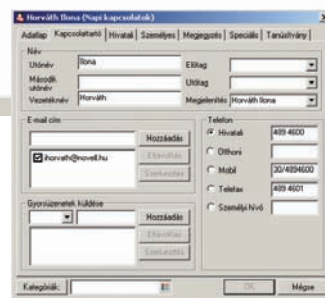 Horváth Ilona (Napi kapcsolatok)
Adatlap Kapcsolattartó Hivatali Személyes Megjegyzés Speciális Tanúsítvány
Név
Utónév Ilona Előtag
Második utónév Utótag
Vezetéknév Horváth Megjelenítés Horváth Ilona
E-mail cím
Hozzáadás
ihorvath@novell.hu
Eltávolítás
Szerkesztés
Telefon
Hivatali 489-4600
Otthoni
Mobil 30/4894600
Telefax 489-4601
Személyi hívó
Gyorsüzenetek küldése
Hozzáadás
Eltávolítás
Szerkesztés
Kategóriák: OK Mégse